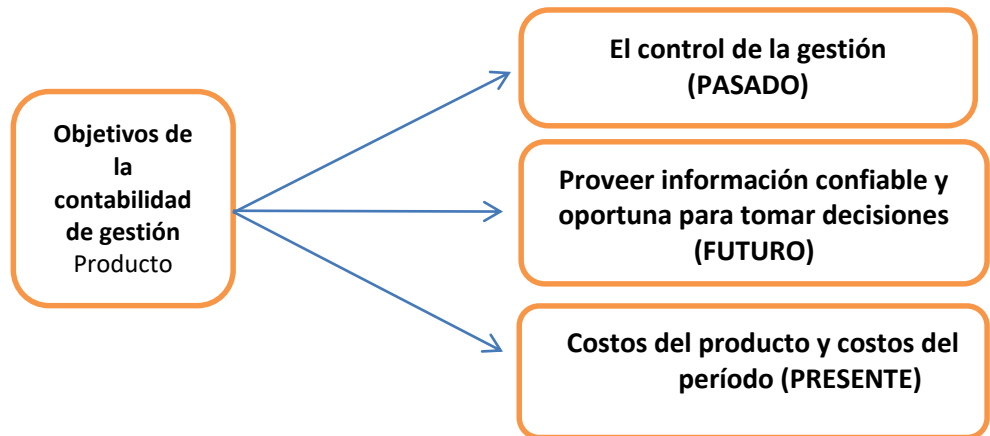 Objetivos de
la
contabilidad
de gestión
Producto
El control de la gestión
(PASADO)
Proveer información confiable y
oportuna para tomar decisiones
(FUTURO)
Costos del producto y costos del
período (PRESENTE)